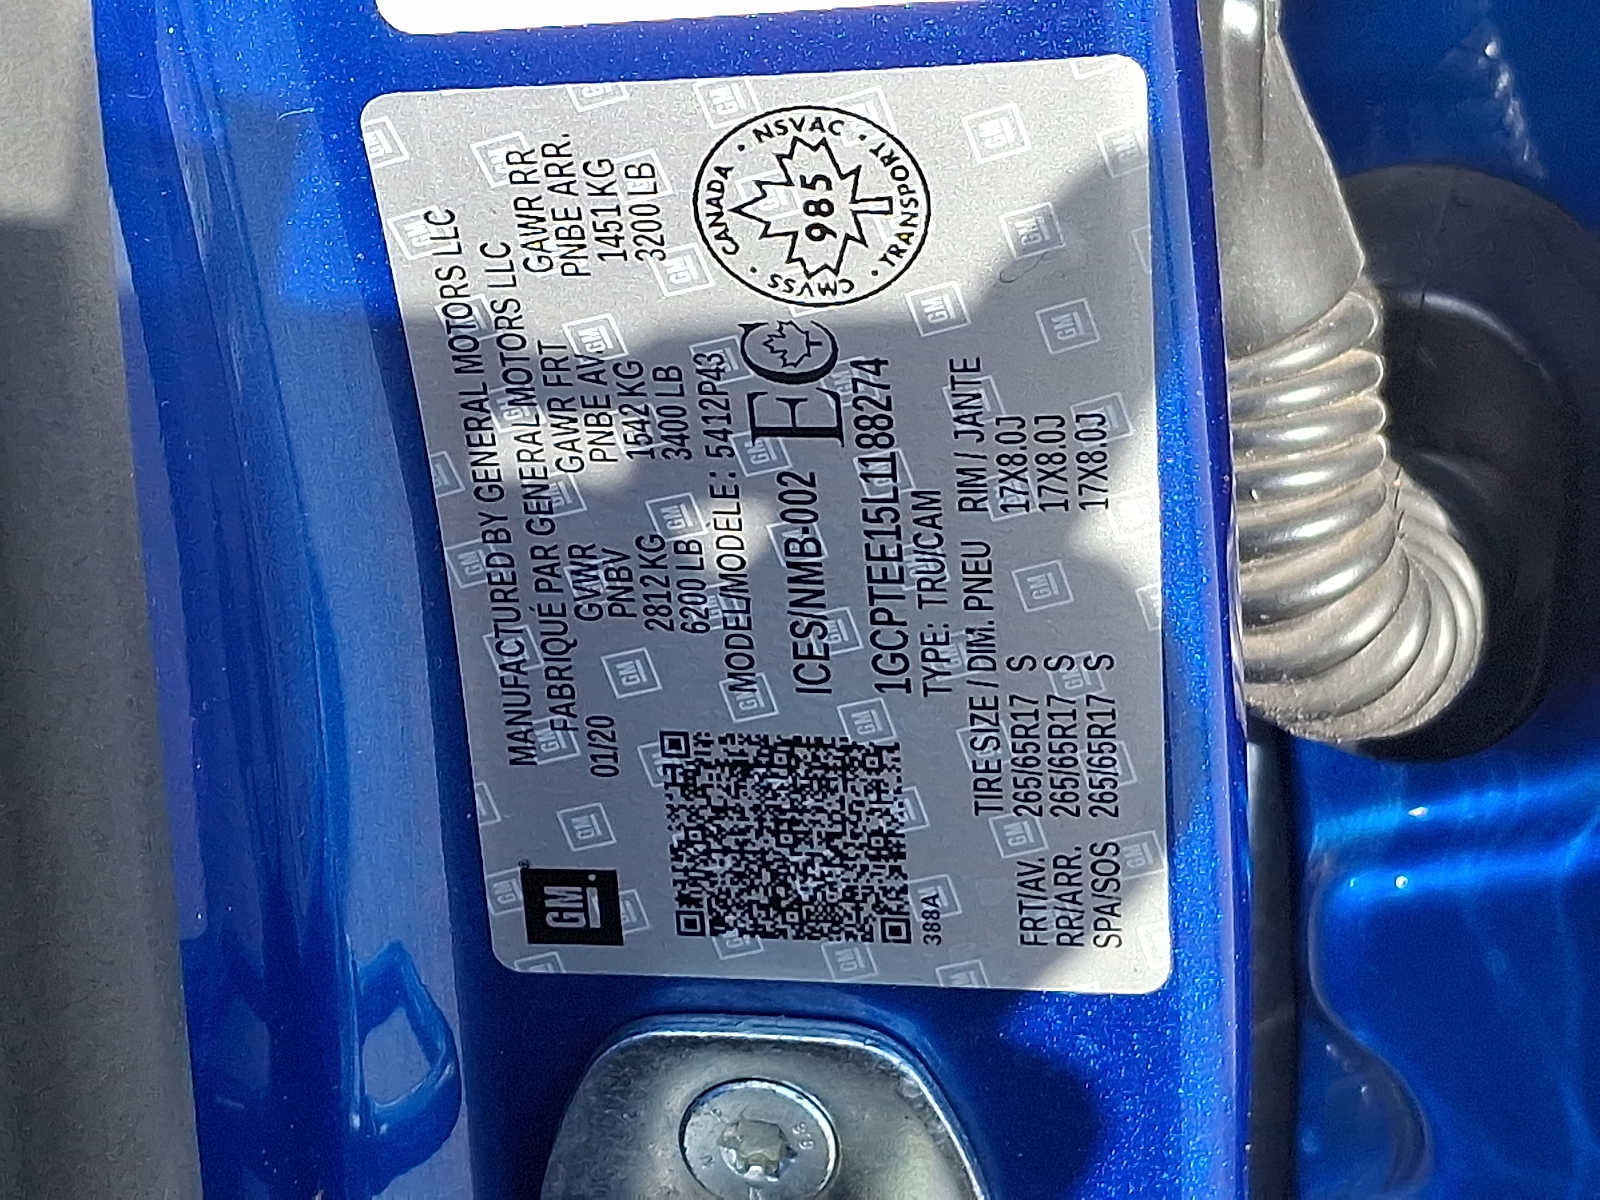 GM
MANUFACTURED BY GENERAL MOTORS LLC
FABRIQUÉ PAR GENERAL MOTORS LLC
01/20 GVWR GAWR FRT GAWR RR
PNBV PNBE AV. PNBE ARR.
2812 KG 1542 KG 1451 KG
6200 LB 3400 LB 3200 LB
MODEL/MODÈLE: 5412P43
ICES/NMB-002 EC
CANADA · NSVAC · TRANSPORT · CMVSS ·
985
1GCPTEE15L1188274
TYPE: TRU/CAM
388A
TIRE SIZE / DIM. PNEU RIM / JANTE
FRT/AV. 265/65R17 S 17X8.0J
RR/ARR. 265/65R17 S 17X8.0J
SPA/SOS 265/65R17 S 17X8.0J